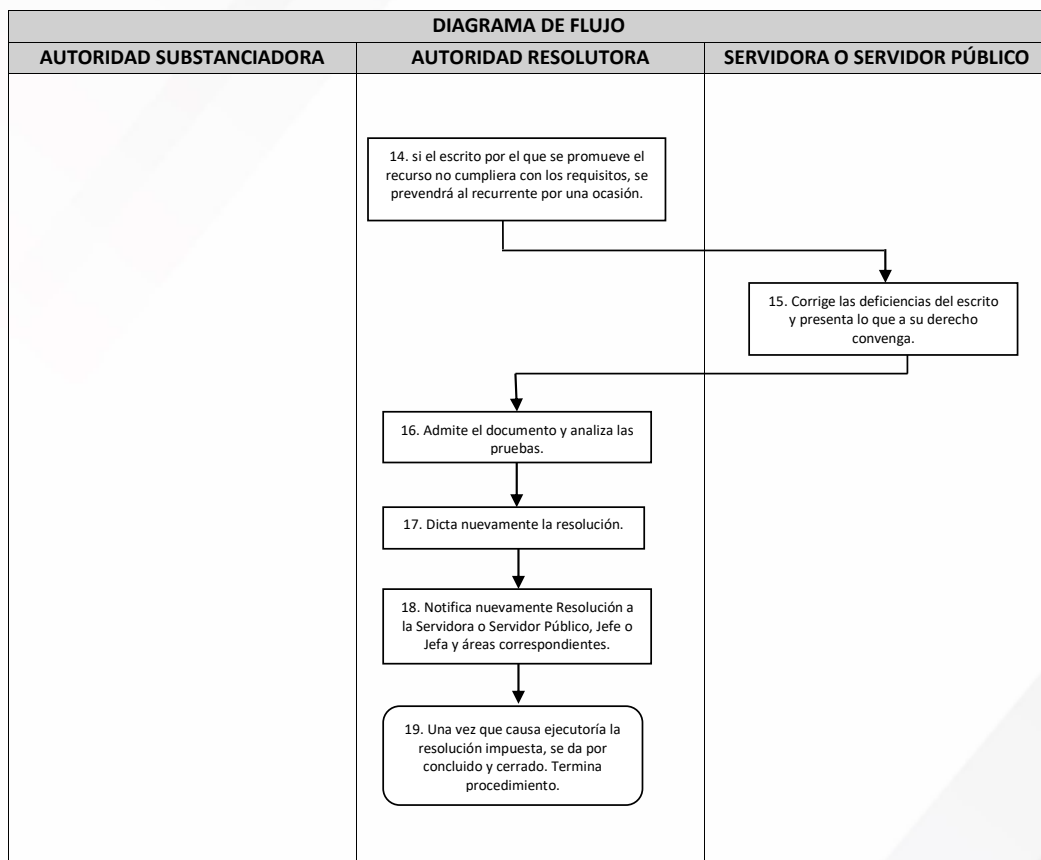 DIAGRAMA DE FLUJO
AUTORIDAD SUBSTANCIADORA
AUTORIDAD RESOLUTORA
SERVIDORA O SERVIDOR PÚBLICO
14. si el escrito por el que se promueve el
recurso no cumpliera con los requisitos, se
prevendrá al recurrente por una ocasión.
15. Corrige las deficiencias del escrito
y presenta lo que a su derecho
convenga.
16. Admite el documento y analiza las
pruebas.
17. Dicta nuevamente la resolución.
18. Notifica nuevamente Resolución a
la Servidora o Servidor Público, Jefe o
Jefa y áreas correspondientes.
19. Una vez que causa ejecutoría la
resolución impuesta, se da por
concluido y cerrado. Termina
procedimiento.